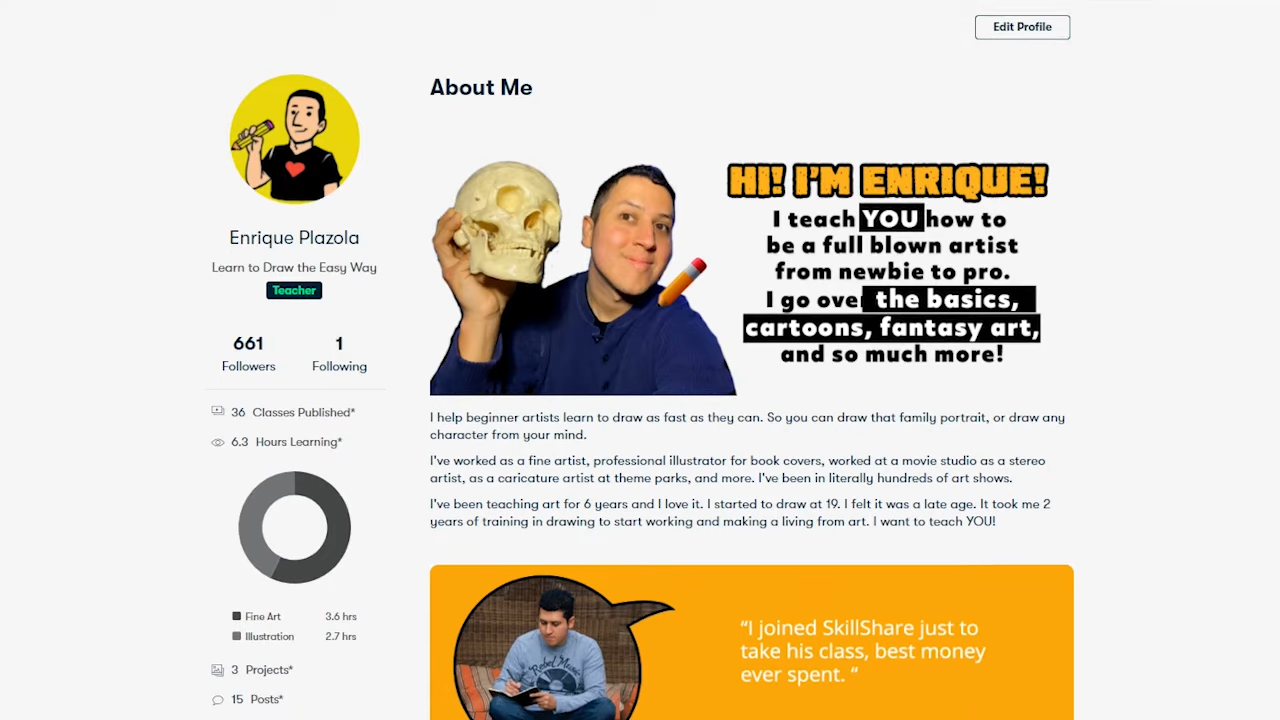 Edit Profile
About Me
Enrique Plazola
Learn to Draw the Easy Way
Teacher
661
Followers
1
Following
36 Classes Published*
6.3 Hours Learning*
Fine Art 3.6 hrs
Illustration 2.7 hrs
3 Projects*
15 Posts*
HI! I'M ENRIQUE!
I teach YOU how to
be a full blown artist
from newbie to pro.
I go over the basics,
cartoons, fantasy art,
and so much more!
I help beginner artists learn to draw as fast as they can. So you can draw that family portrait, or draw any
character from your mind.
I've worked as a fine artist, professional illustrator for book covers, worked at a movie studio as a stereo
artist, as a caricature artist at theme parks, and more. I've been in literally hundreds of art shows.
I've been teaching art for 6 years and I love it. I started to draw at 19. I felt it was a late age. It took me 2
years of training in drawing to start working and making a living from art. I want to teach YOU!
Rebel Music
“I joined SkillShare just to
take his class, best money
ever spent. “